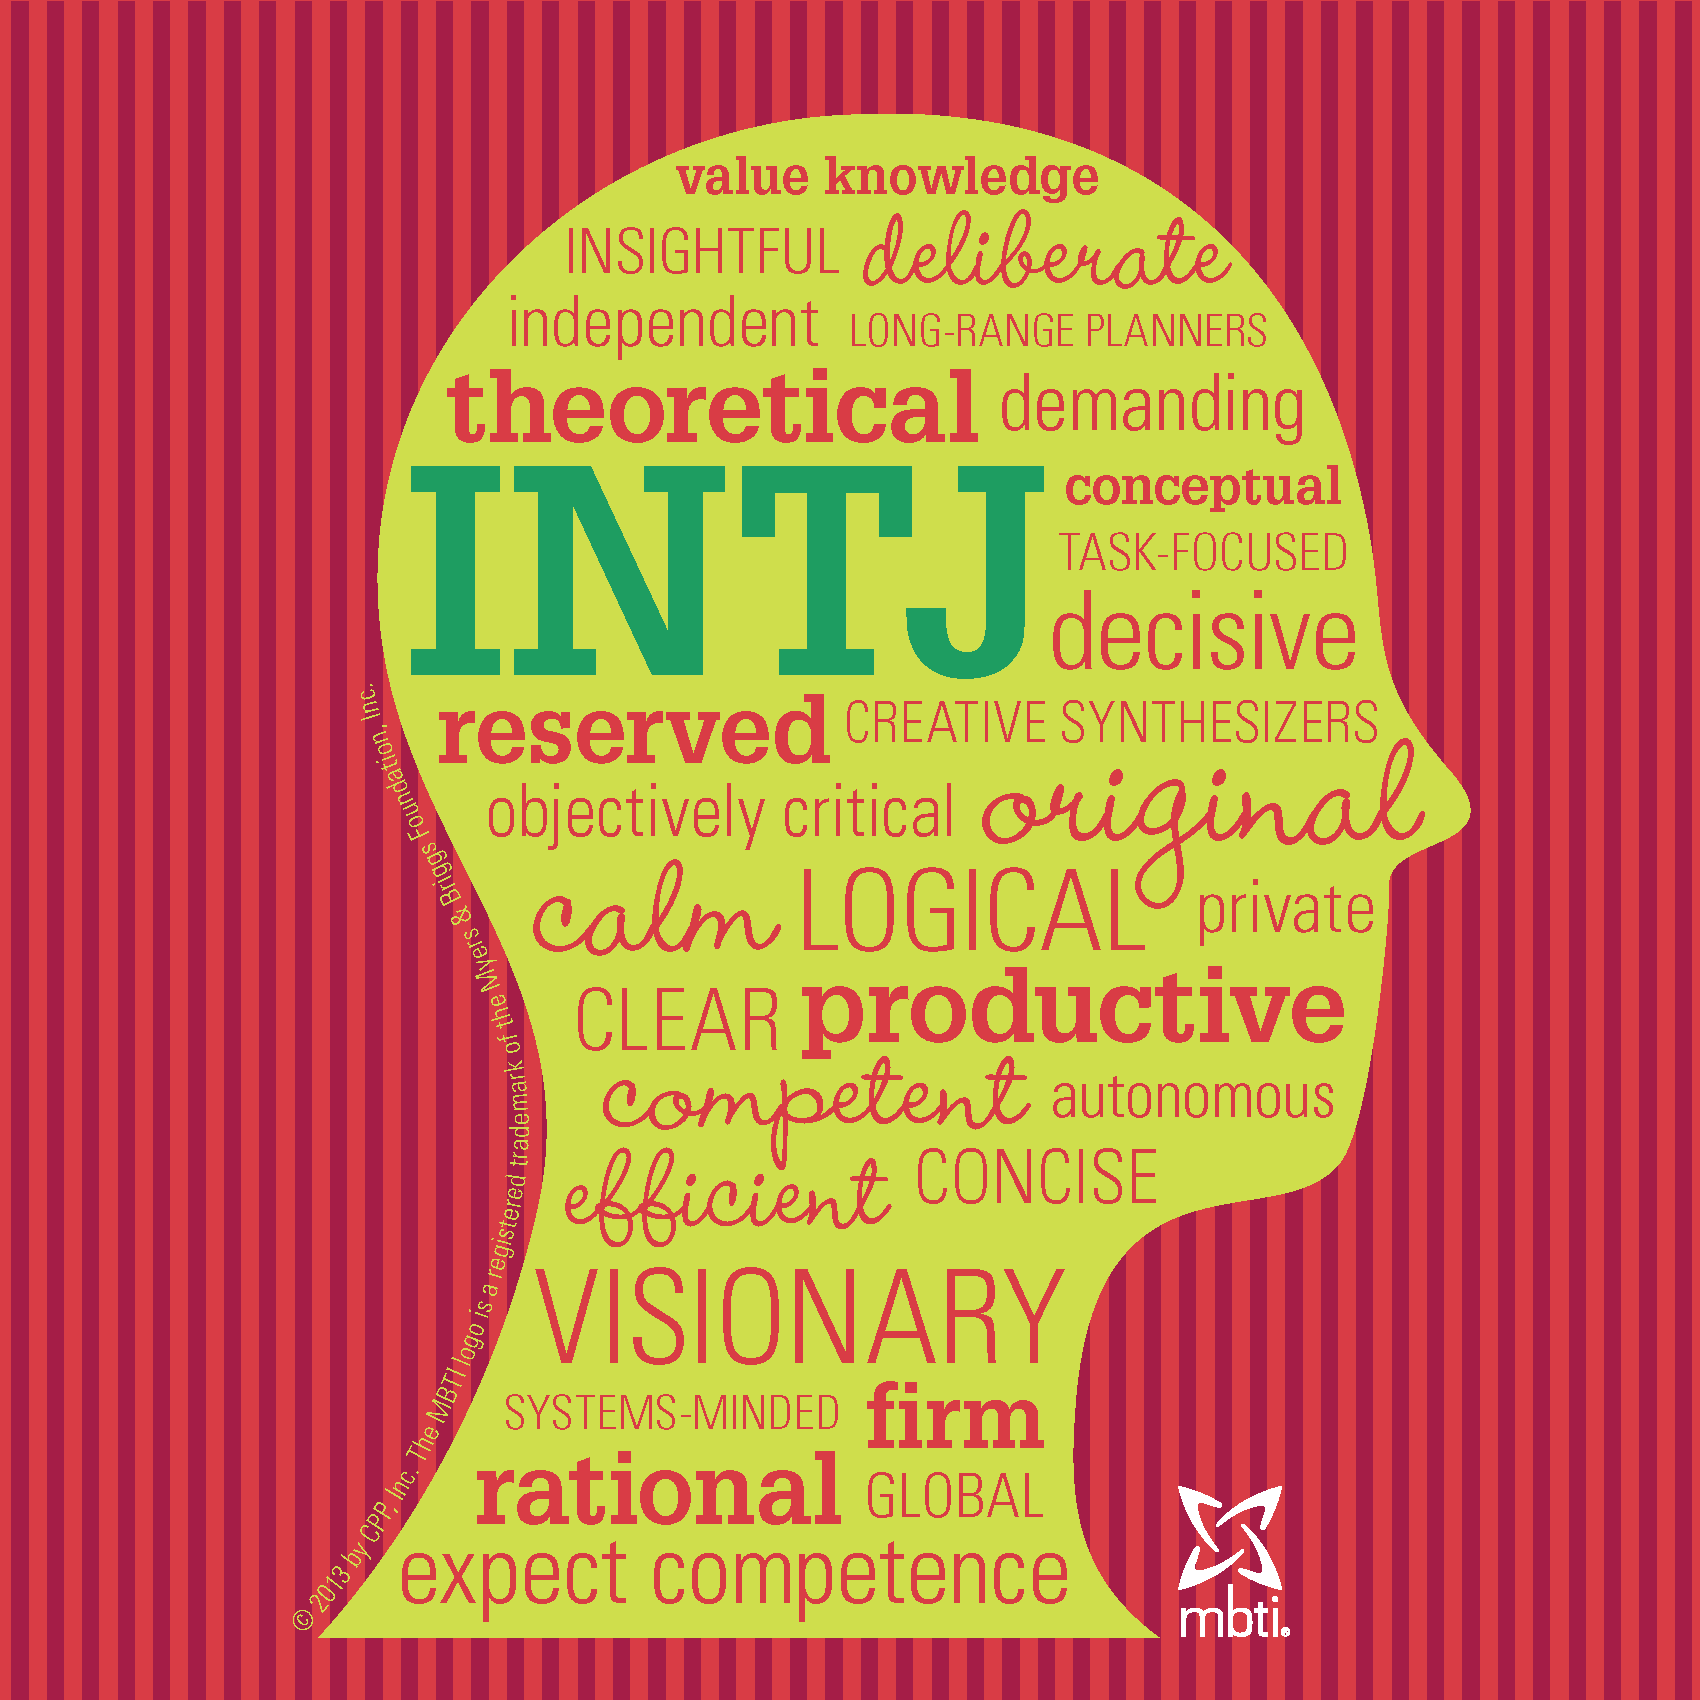 value knowledge
INSIGHTFUL deliberate
independent LONG-RANGE PLANNERS
theoretical demanding
INTJ
conceptual
TASK-FOCUSED
decisive
reserved CREATIVE SYNTHESIZERS
objectively critical original
calm LOGICAL private
CLEAR productive
competent autonomous
efficient CONCISE
VISIONARY
SYSTEMS-MINDED firm
rational GLOBAL
expect competence
© 2013 by CPP, Inc. The MBTI logo is a registered trademark of the Myers & Briggs Foundation, Inc.
mbti®